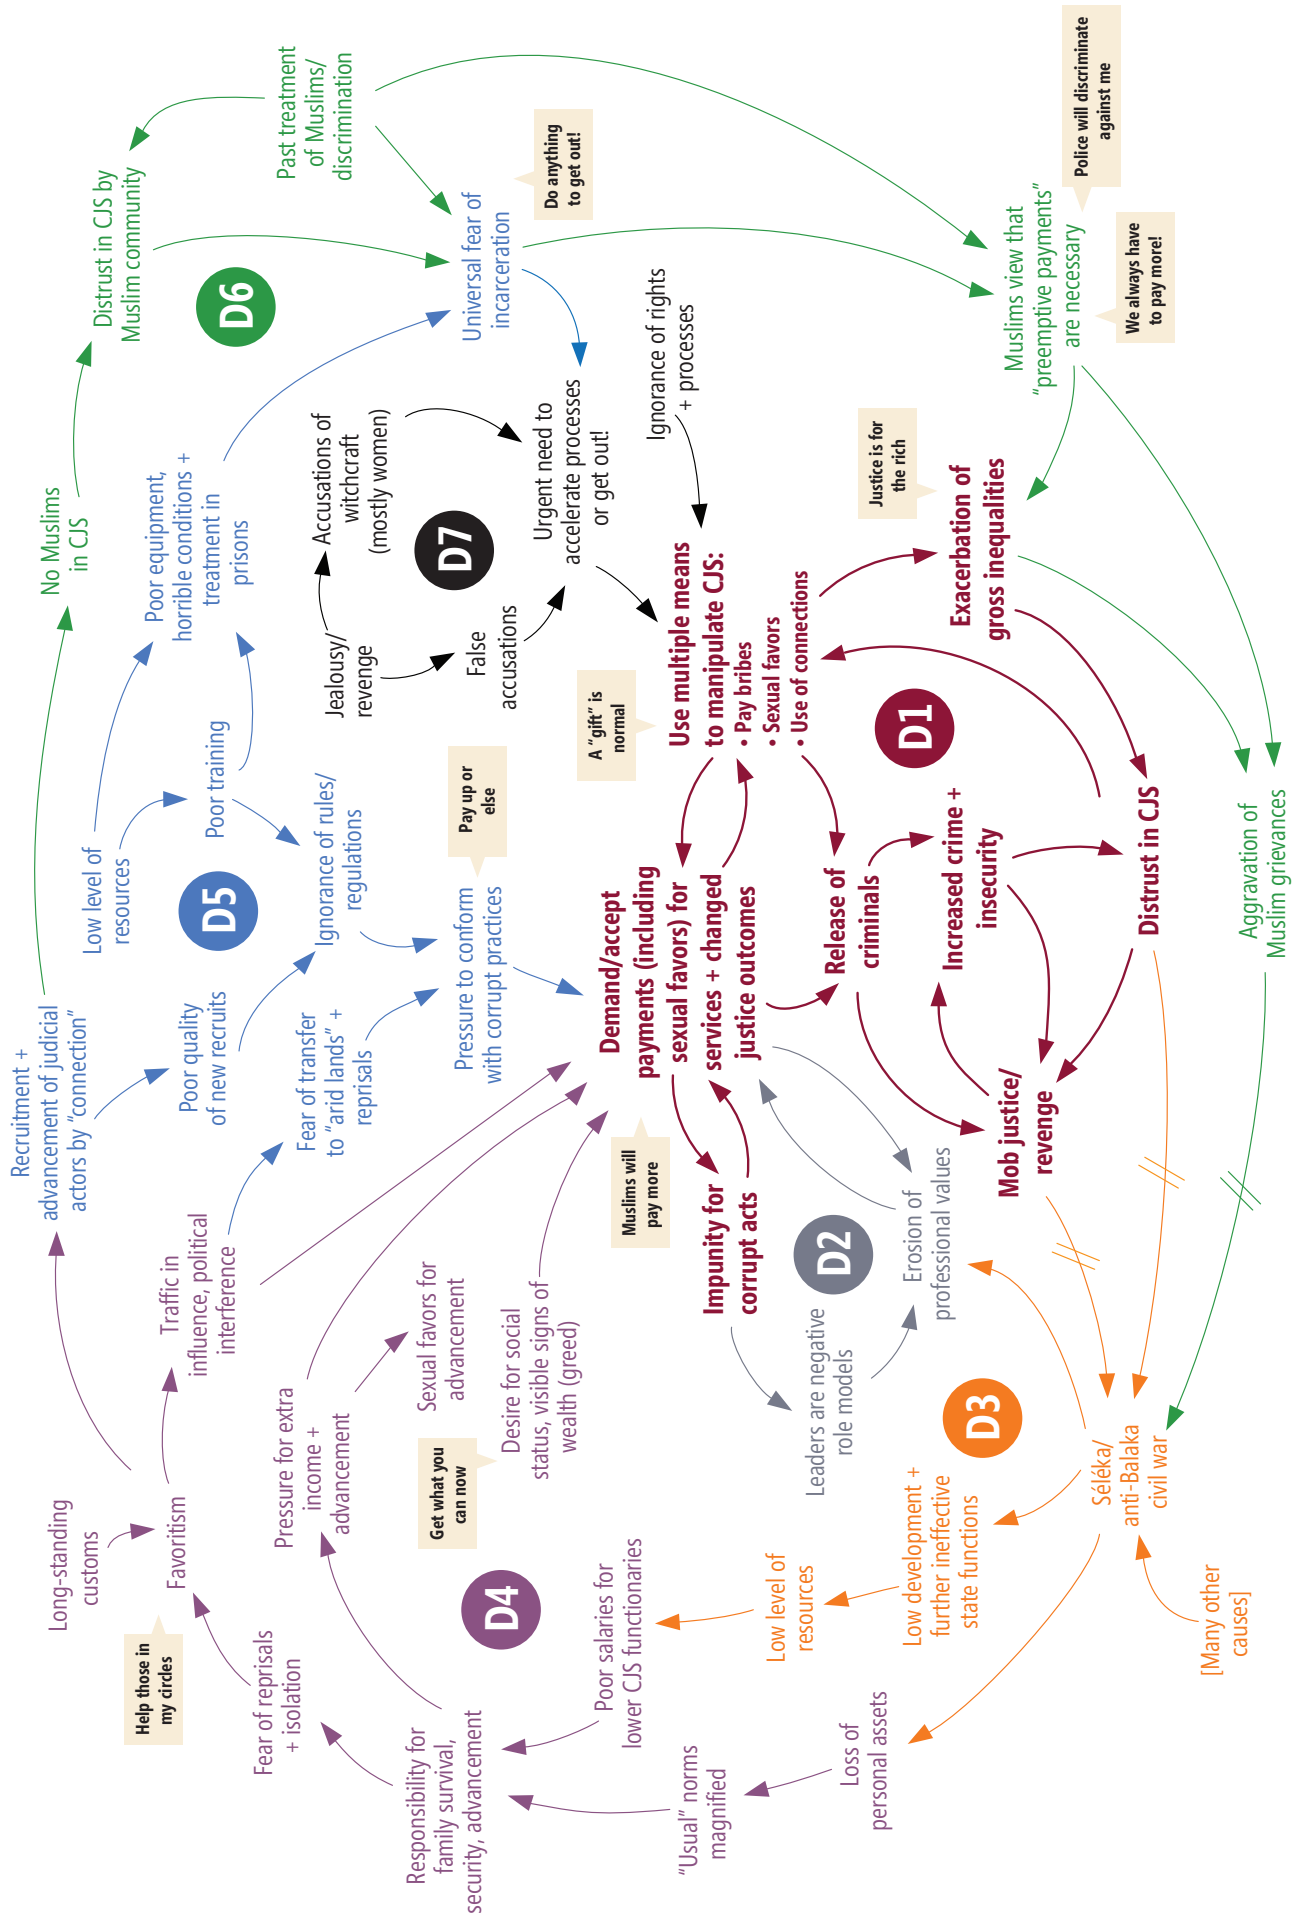 Recruitment +
advancement of judicial
actors by “connection”
No Muslims
in CJS
Distrust in CJS by
Muslim community
Long-standing
customs
Help those in
my circles
Favoritism
Traffic in
influence, political
interference
Poor quality
of new recruits
Low level of
resources
D5
Poor training
Poor equipment,
horrible conditions +
treatment in
prisons
D6
Past treatment
of Muslims/
discrimination
Fear of reprisals
+ isolation
Pressure for extra
income +
advancement
Fear of transfer
to “arid lands” +
reprisals
Ignorance of rules/
regulations
Jealousy/
revenge
Accusations of
witchcraft
(mostly women)
D7
Universal fear of
incarceration
Do anything
to get out!
Responsibility for
family survival,
security, advancement
D4
Get what you
can now
Sexual favors for
advancement
Pressure to conform
with corrupt practices
Pay up or
else
False
accusations
Urgent need to
accelerate processes
or get out!
Desire for social
status, visible signs of
wealth (greed)
Poor salaries for
lower CJS functionaries
Muslims will
pay more
Demand/accept
payments (including
sexual favors) for
services + changed
justice outcomes
A “gift” is
normal
Use multiple means
to manipulate CJS:
• Pay bribes
• Sexual favors
• Use of connections
Ignorance of rights
+ processes
“Usual” norms
magnified
Impunity for
corrupt acts
Low level of
resources
Leaders are negative
role models
D2
Release of
criminals
D1
Justice is for
the rich
Loss of
personal assets
Low development +
further ineffective
state functions
D3
Erosion of
professional values
Increased crime +
insecurity
Exacerbation of
gross inequalities
Mob justice/
revenge
Muslims view that
“preemptive payments”
are necessary
Police will discriminate
against me
We always have
to pay more!
Séléka/
anti-Balaka
civil war
Distrust in CJS
[Many other
causes]
Aggravation of
Muslim grievances